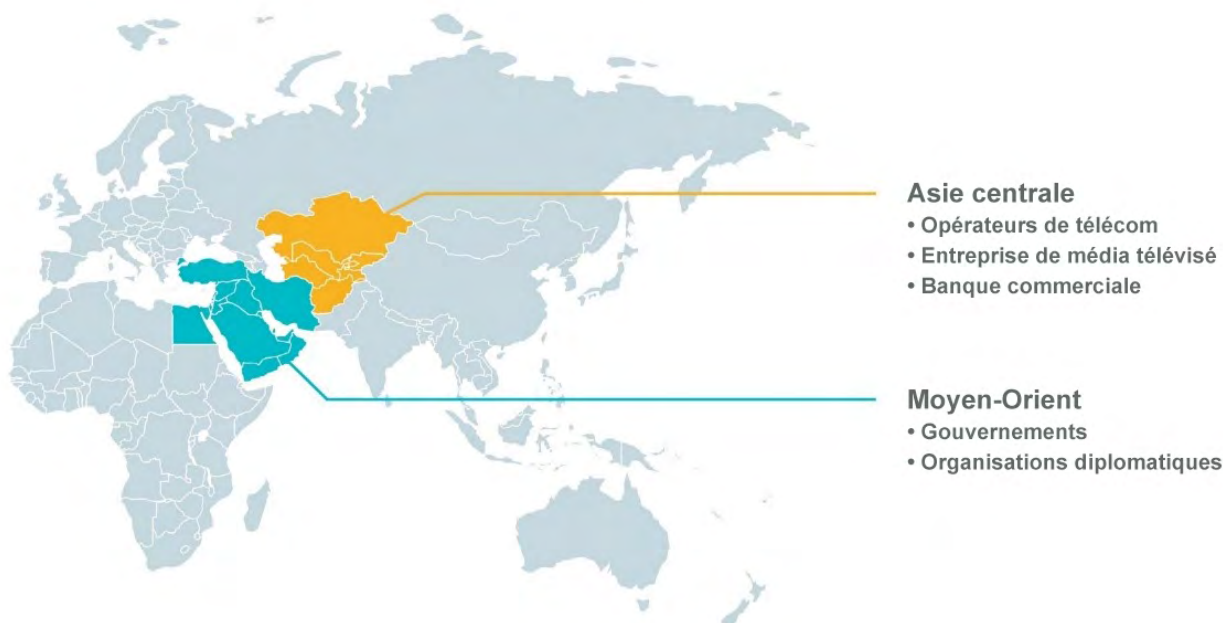 Asie centrale
• Opérateurs de télécom
• Entreprise de média télévisé
• Banque commerciale
Moyen-Orient
• Gouvernements
• Organisations diplomatiques